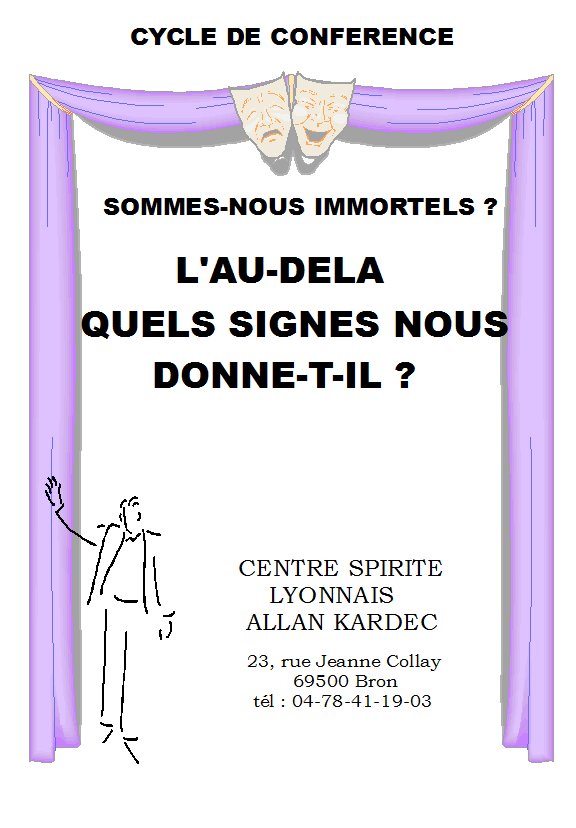 CYCLE DE CONFERENCE
SOMMES-NOUS IMMORTELS ?
L'AU-DELA
QUELS SIGNES NOUS
DONNE-T-IL ?
CENTRE SPIRITE
LYONNAIS
ALLAN KARDEC
23, rue Jeanne Collay
69500 Bron
tél : 04-78-41-19-03